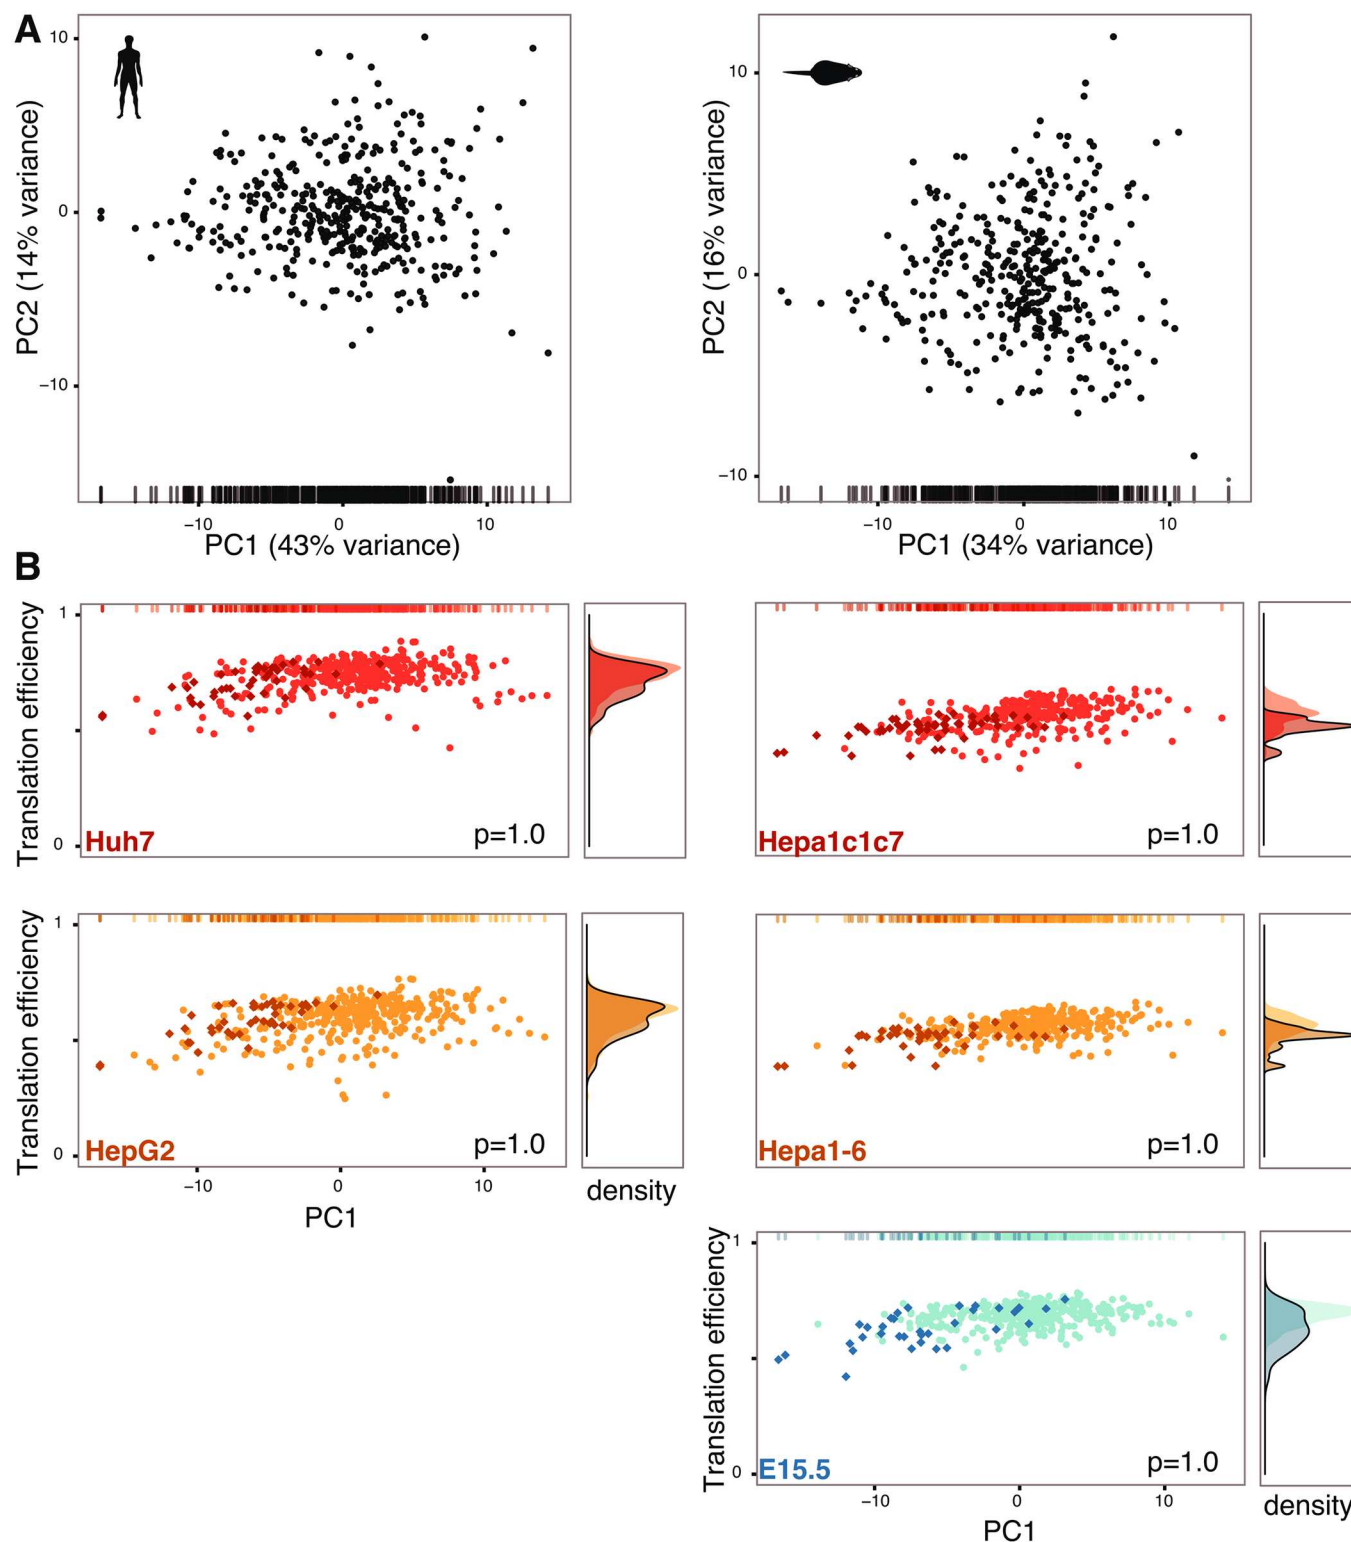 A
10
0
−10
PC2 (14% variance)
−10
0
10
PC1 (43% variance)
10
0
−10
PC2 (16% variance)
−10
0
10
PC1 (34% variance)
B
Translation efficiency
1
0
Huh7
p=1.0
Hepa1c1c7
p=1.0
Translation efficiency
1
0
HepG2
p=1.0
−10
0
10
PC1
density
Hepa1-6
p=1.0
Translation efficiency
1
0
E15.5
p=1.0
−10
0
10
PC1
density